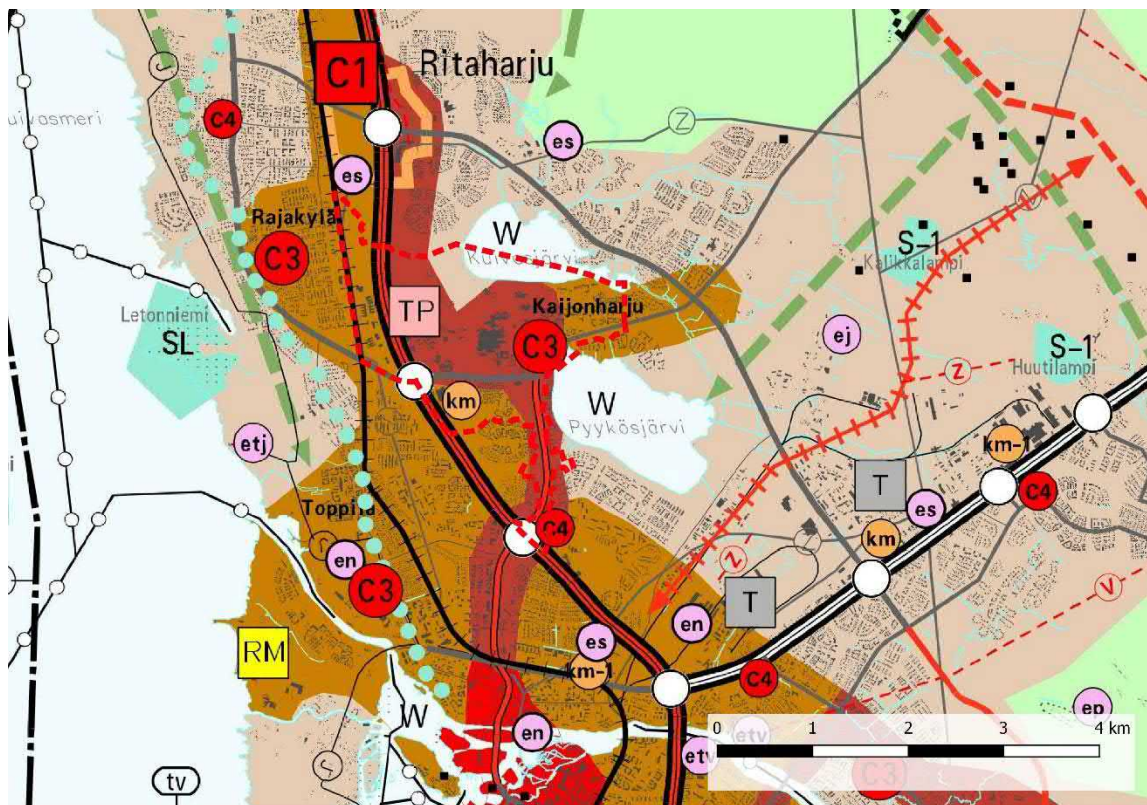 C1
Ritaharju
J
C4
uivasmeri
es
Z
es
Rajakylä
C3
W
Kuivasjärvi
S-1
Kalikkalampi
Kaijonharju
TP
C3
Letonniemi
SL
ej
S-1
Huutilampi
Z
km
W
Pyykösjärvi
etj
km-1
T
es
C4
Toppila
J
C4
km
en
C3
Z
T
V
en
es
RM
km-1
C4
W
en
etv
etv
ep
0 1 2 3 4 km
C3
J
tv